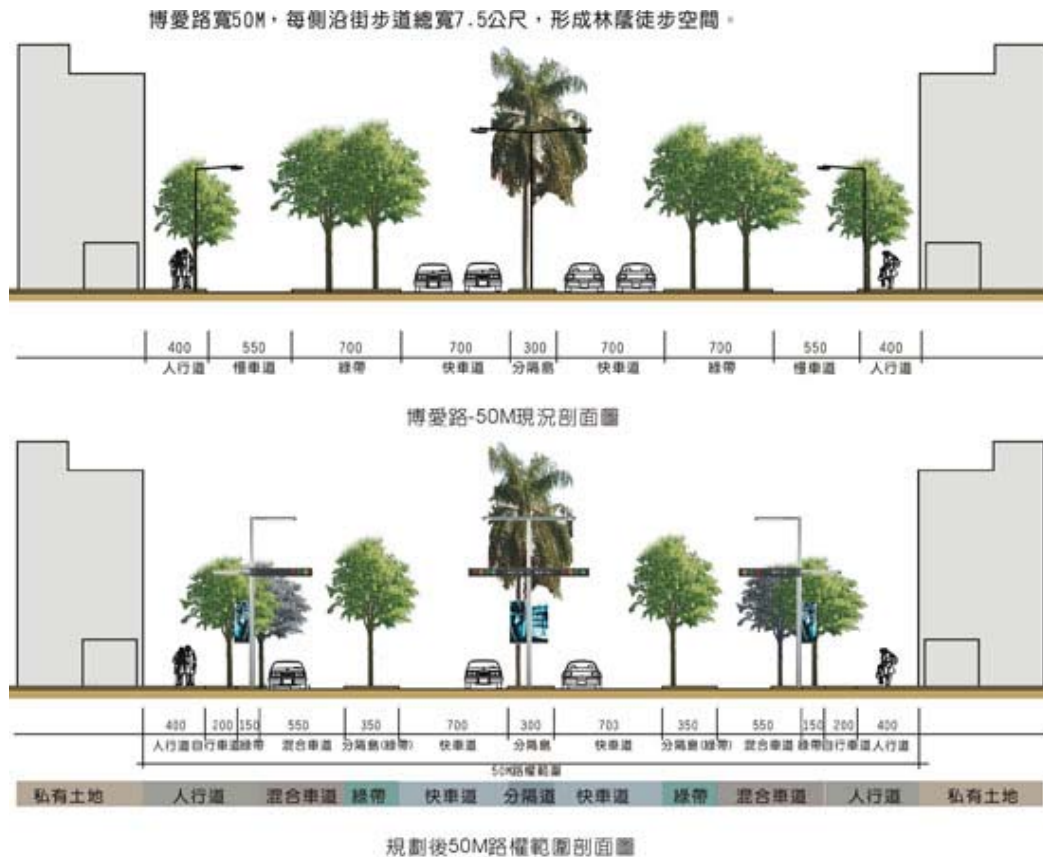 博愛路寬50M，每側沿街步道總寬7.5公尺，形成林蔭徒步空間。
400 550 700 700 300 700 700 550 400
人行道 慢車道 綠帶 快車道 分隔島 快車道 綠帶 慢車道 人行道
博愛路-50M現況剖面圖
400 200 150 550 350 700 300 703 350 550 150 200 400
人行道 自行車道 綠帶 混合車道 分隔島(綠帶) 快車道 分隔島 快車道 分隔島(綠帶) 混合車道 綠帶 自行車道 人行道
50M路權範圍
私有土地 人行道 混合車道 綠帶 快車道 分隔道 快車道 綠帶 混合車道 人行道 私有土地
規劃後50M路權範圍剖面圖